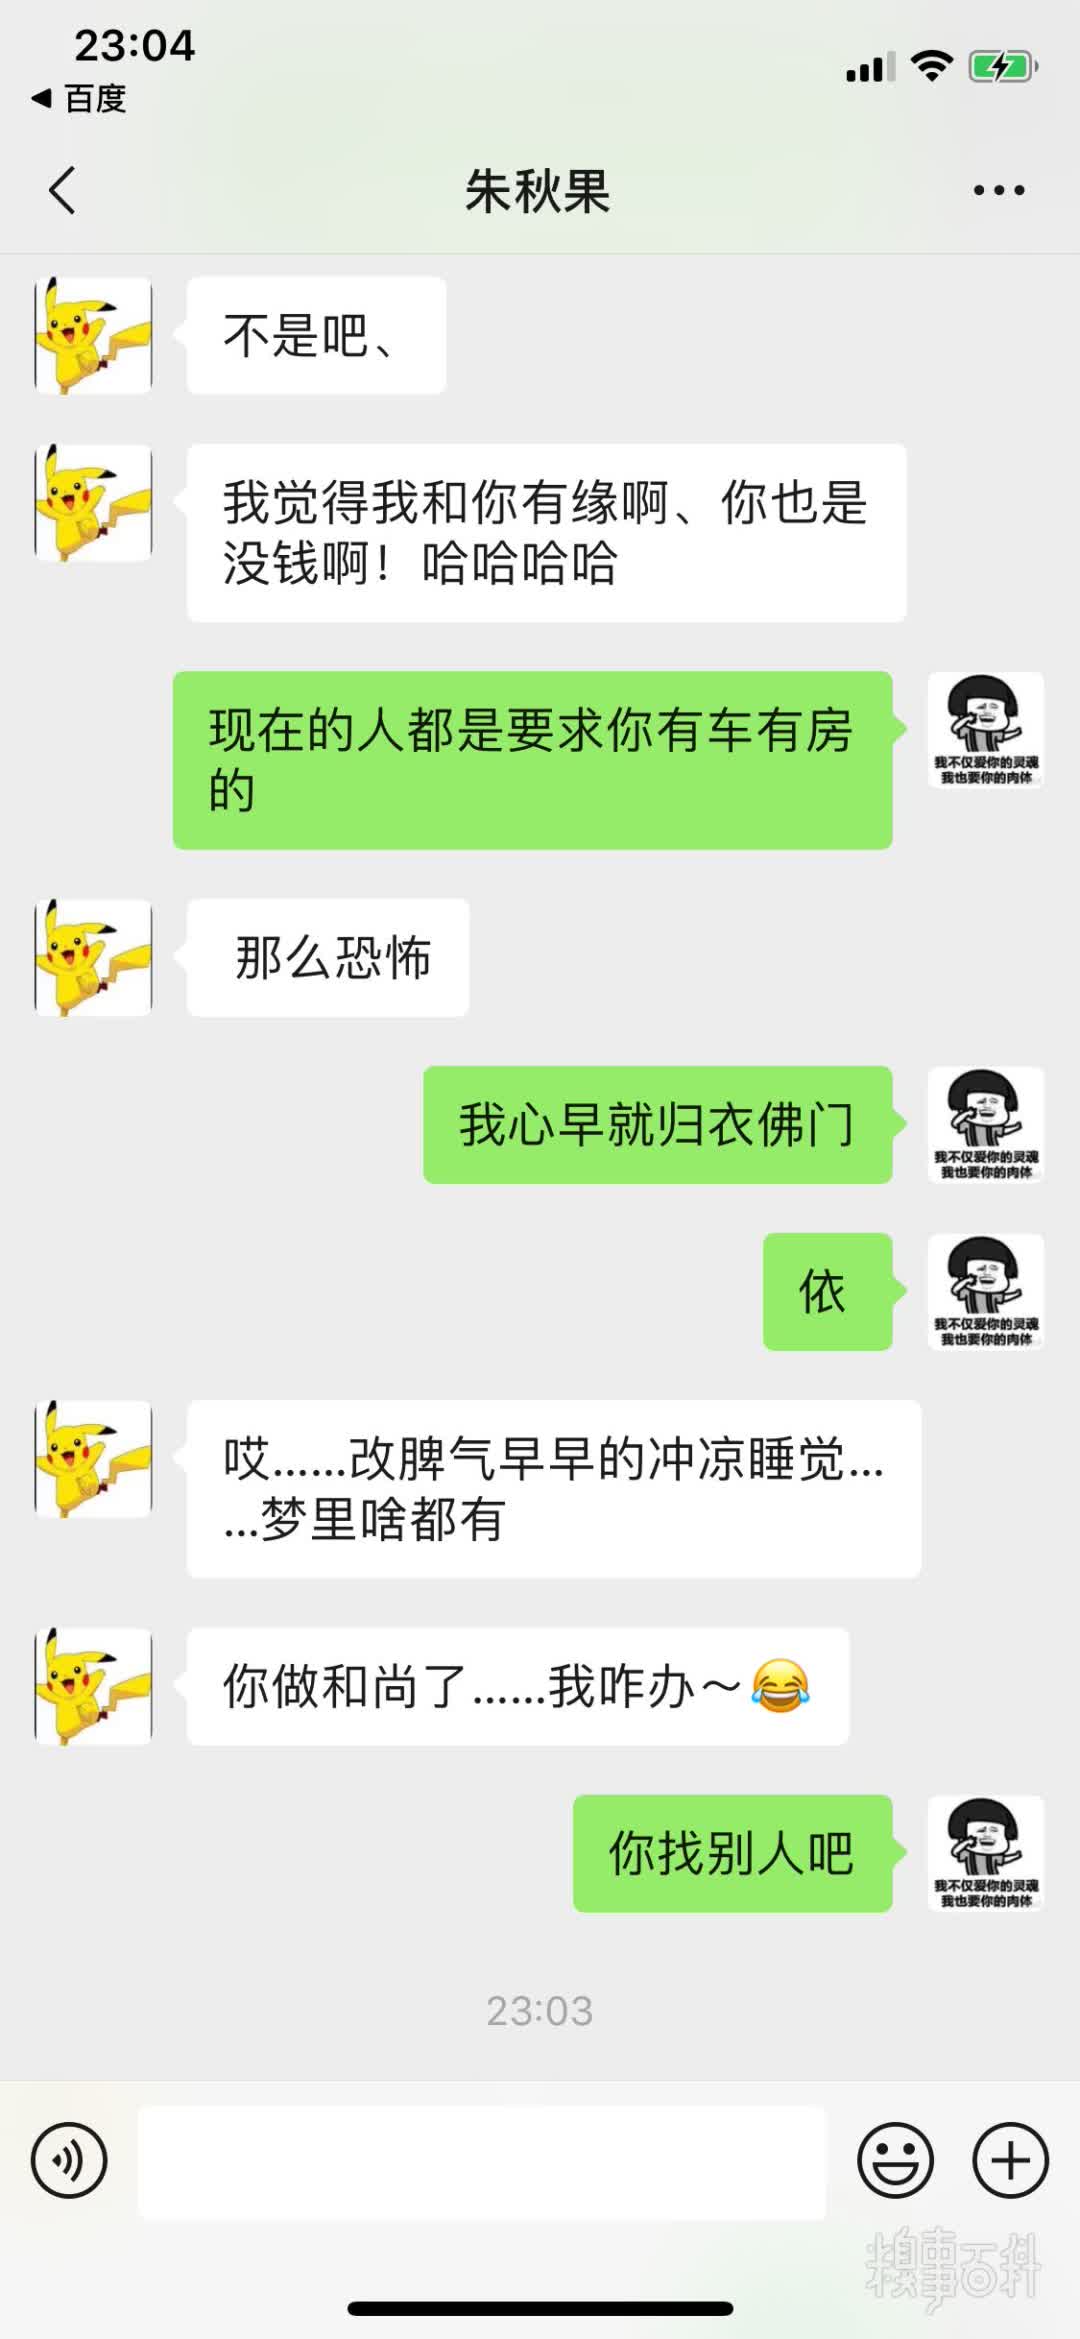 23:04
百度
朱秋果
不是吧、
我觉得我和你有缘啊、你也是
没钱啊！哈哈哈哈
现在的人都是要求你有车有房
的
我不仅爱你的灵魂
我也要你的肉体
那么恐怖
我心早就归衣佛门
我不仅爱你的灵魂
我也要你的肉体
依
我不仅爱你的灵魂
我也要你的肉体
哎……改脾气早早的冲凉睡觉…
…梦里啥都有
你做和尚了……我咋办～😂
你找别人吧
我不仅爱你的灵魂
我也要你的肉体
23:03
糗事百科